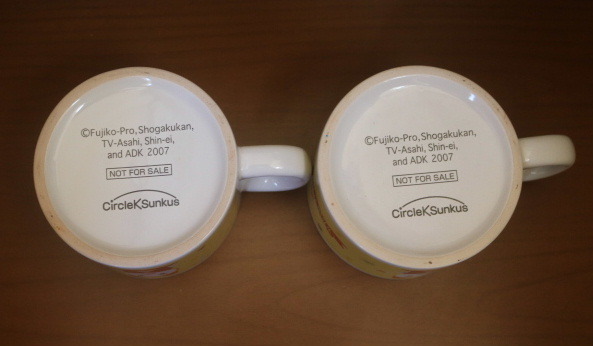 ©Fujiko-Pro, Shogakukan,
TV-Asahi, Shin-ei,
and ADK 2007
NOT FOR SALE
CircleKSunkus
©Fujiko-Pro, Shogakukan,
TV-Asahi, Shin-ei,
and ADK 2007
NOT FOR SALE
CircleKSunkus